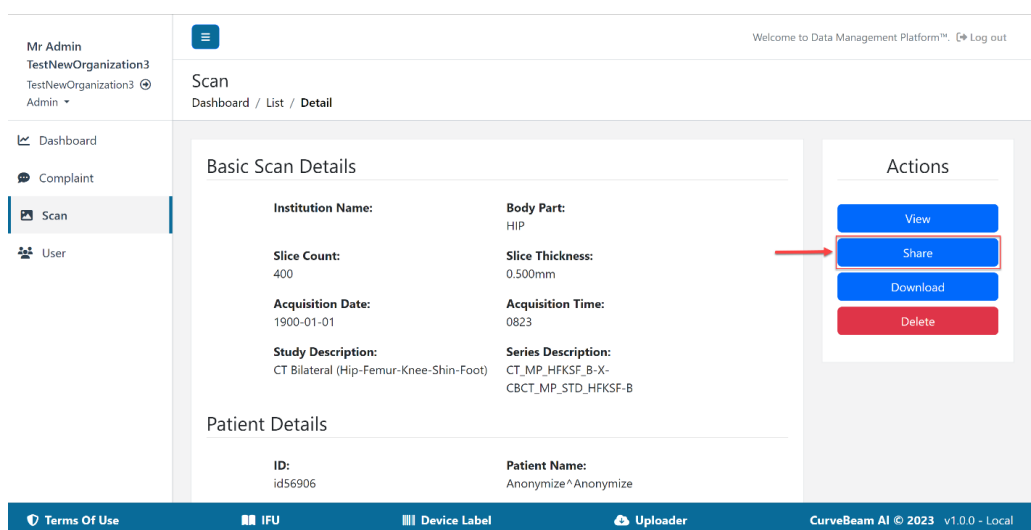 Mr Admin
TestNewOrganization3
TestNewOrganization3
Admin
Dashboard
Complaint
Scan
User
Welcome to Data Management Platform™. Log out
Scan
Dashboard / List / Detail
Basic Scan Details
Institution Name:
Body Part:
HIP
Slice Count:
400
Slice Thickness:
0.500mm
Acquisition Date:
1900-01-01
Acquisition Time:
0823
Study Description:
CT Bilateral (Hip-Femur-Knee-Shin-Foot)
Series Description:
CT_MP_HFKSF_B-X-
CBCT_MP_STD_HFKSF-B
Patient Details
ID:
id56906
Patient Name:
Anonymize^Anonymize
Actions
View
Share
Download
Delete
Terms Of Use
IFU
Device Label
Uploader
CurveBeam AI © 2023 v1.0.0 - Local